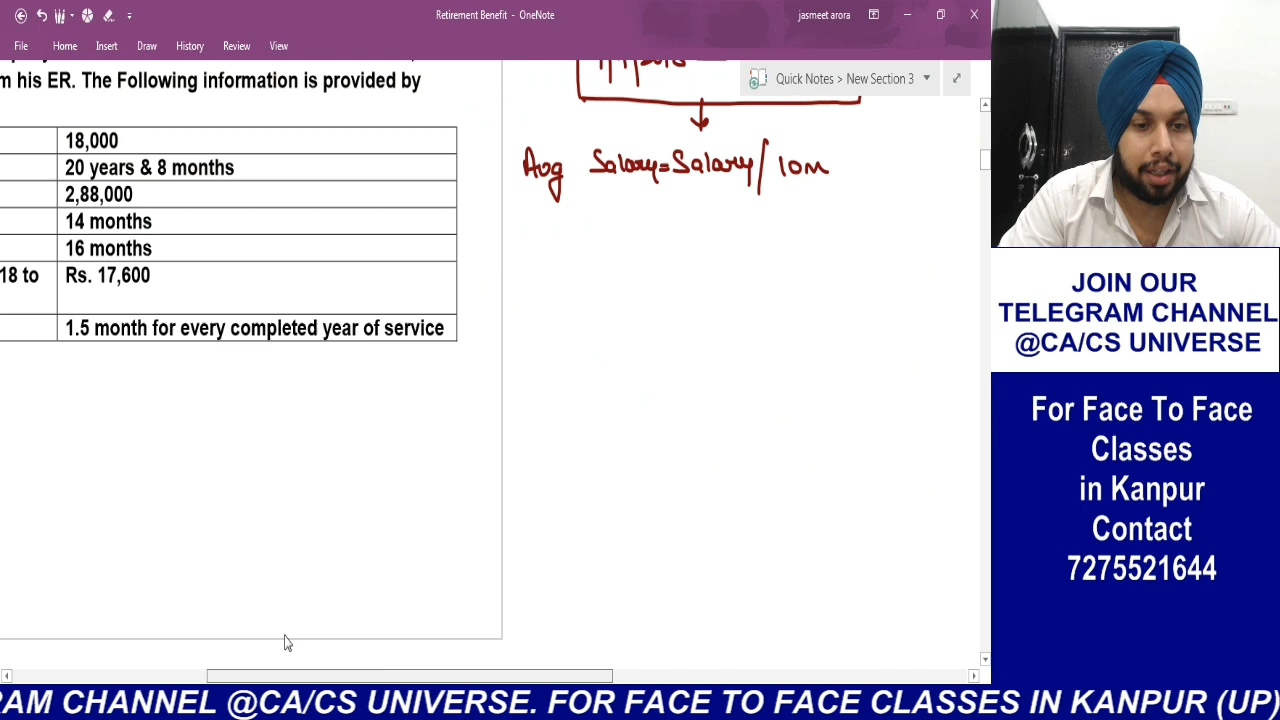 Retirement Benefit - OneNote
jasmeet arora
File Home Insert Draw History Review View
m his ER. The Following information is provided by
Quick Notes > New Section 3
18,000
20 years & 8 months
2,88,000
14 months
16 months
18 to Rs. 17,600
1.5 month for every completed year of service
Avg Salary=Salary/10M
JOIN OUR
TELEGRAM CHANNEL
@CA/CS UNIVERSE
For Face To Face
Classes
in Kanpur
Contact
7275521644
RAM CHANNEL @CA/CS UNIVERSE. FOR FACE TO FACE CLASSES IN KANPUR (UP)